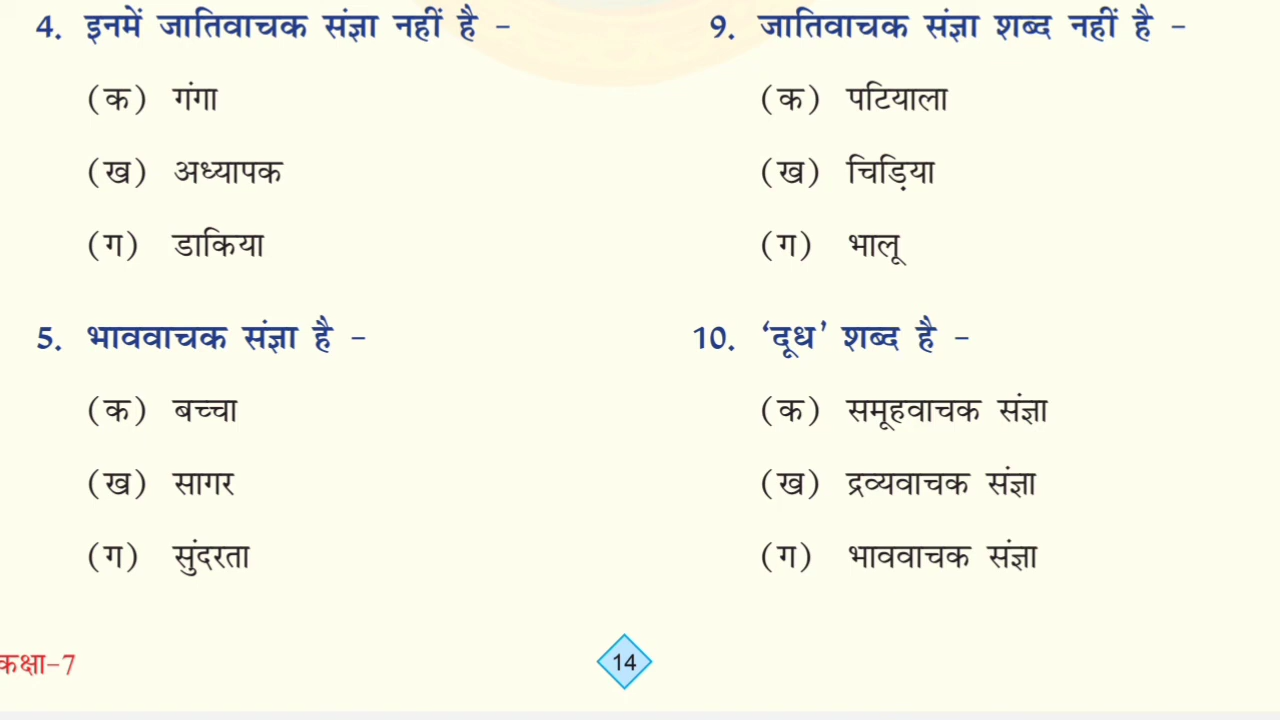 4. इनमें जातिवाचक संज्ञा नहीं है -
(क) गंगा
(ख) अध्यापक
(ग) डाकिया
5. भाववाचक संज्ञा है -
(क) बच्चा
(ख) सागर
(ग) सुंदरता
9. जातिवाचक संज्ञा शब्द नहीं है -
(क) पटियाला
(ख) चिड़िया
(ग) भालू
10. ‘दूध’ शब्द है -
(क) समूहवाचक संज्ञा
(ख) द्रव्यवाचक संज्ञा
(ग) भाववाचक संज्ञा
कक्षा-7
14